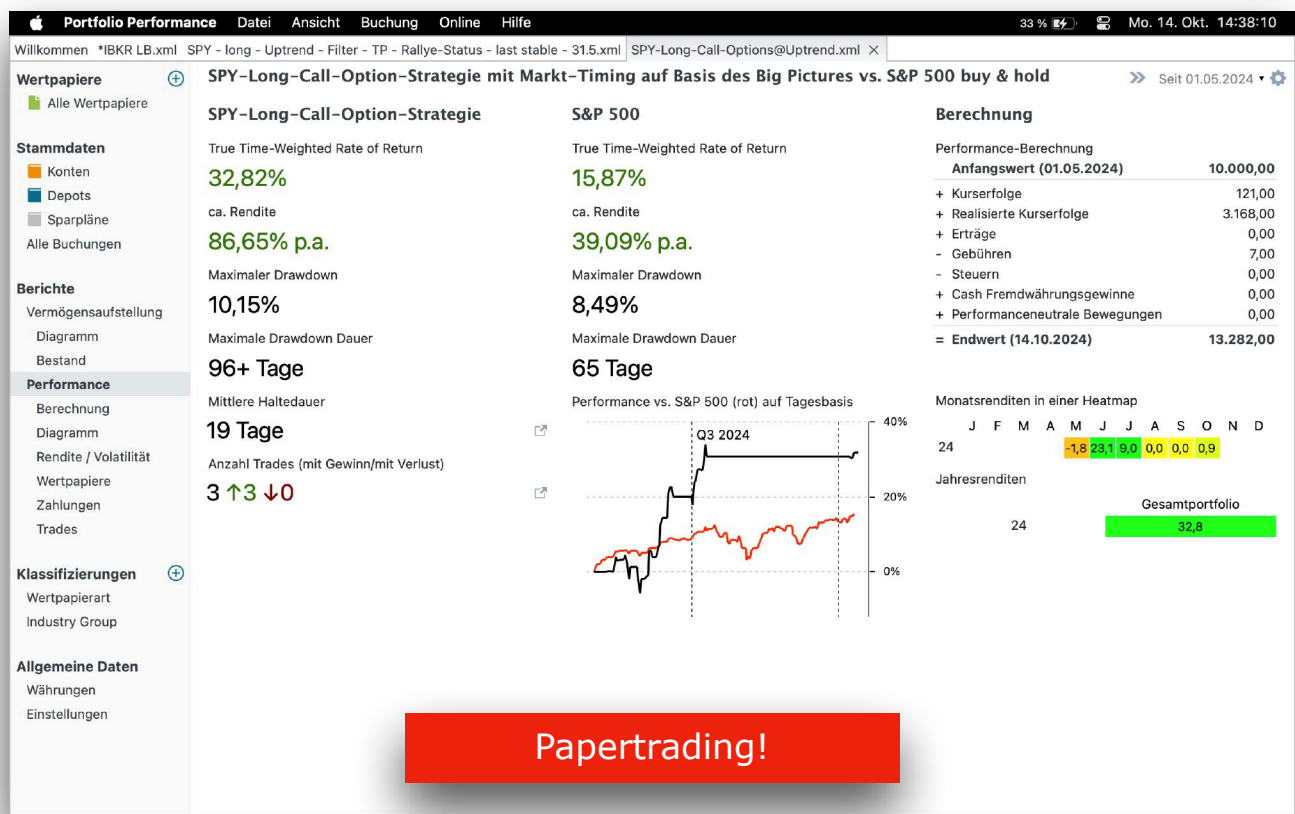 Portfolio Performance Datei Ansicht Buchung Online Hilfe 33 % Mo. 14. Okt. 14:38:10
Willkommen *IBKR LB.xml SPY - long - Uptrend - Filter - TP - Rallye-Status - last stable - 31.5.xml SPY-Long-Call-Options@Uptrend.xml ×
Wertpapiere
Alle Wertpapiere
Stammdaten
Konten
Depots
Sparpläne
Alle Buchungen
Berichte
Vermögensaufstellung
Diagramm
Bestand
Performance
Berechnung
Diagramm
Rendite / Volatilität
Wertpapiere
Zahlungen
Trades
Klassifizierungen
Wertpapierart
Industry Group
Allgemeine Daten
Währungen
Einstellungen
SPY-Long-Call-Option-Strategie mit Markt-Timing auf Basis des Big Pictures vs. S&P 500 buy & hold
Seit 01.05.2024
SPY-Long-Call-Option-Strategie
True Time-Weighted Rate of Return
32,82%
ca. Rendite
86,65% p.a.
Maximaler Drawdown
10,15%
Maximale Drawdown Dauer
96+ Tage
Mittlere Haltedauer
19 Tage
Anzahl Trades (mit Gewinn/mit Verlust)
3 ↑3 ↓0
S&P 500
True Time-Weighted Rate of Return
15,87%
ca. Rendite
39,09% p.a.
Maximaler Drawdown
8,49%
Maximale Drawdown Dauer
65 Tage
Performance vs. S&P 500 (rot) auf Tagesbasis
Q3 2024
40%
20%
0%
Berechnung
Performance-Berechnung
Anfangswert (01.05.2024) 10.000,00
+ Kurserfolge 121,00
+ Realisierte Kurserfolge 3.168,00
+ Erträge 0,00
- Gebühren 7,00
- Steuern 0,00
+ Cash Fremdwährungsgewinne 0,00
+ Performanceneutrale Bewegungen 0,00
= Endwert (14.10.2024) 13.282,00
Monatsrenditen in einer Heatmap
J F M A M J J A S O N D
24 -1,8 23,1 9,0 0,0 0,0 0,9
Jahresrenditen
Gesamtportfolio
24 32,8
Papertrading!